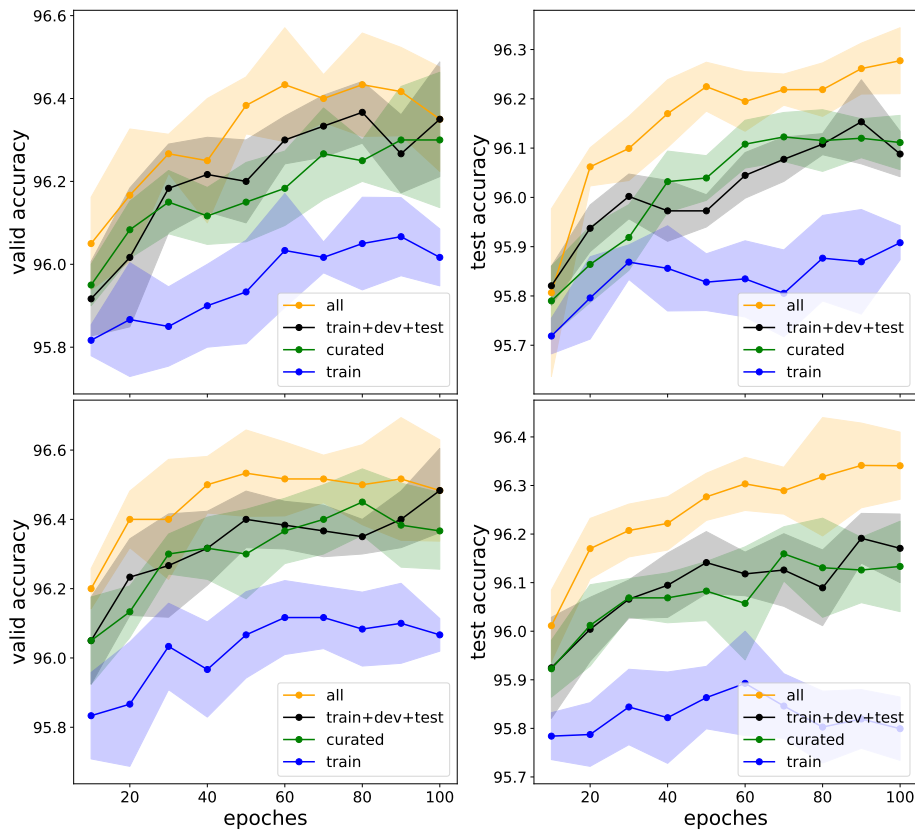 96.6
96.4
96.2
96.0
95.8
valid accuracy
all
train+dev+test
curated
train
96.3
96.2
96.1
96.0
95.9
95.8
95.7
test accuracy
all
train+dev+test
curated
train
96.6
96.4
96.2
96.0
95.8
valid accuracy
all
train+dev+test
curated
train
20
40
60
80
100
epoches
96.4
96.3
96.2
96.1
96.0
95.9
95.8
95.7
test accuracy
all
train+dev+test
curated
train
20
40
60
80
100
epoches